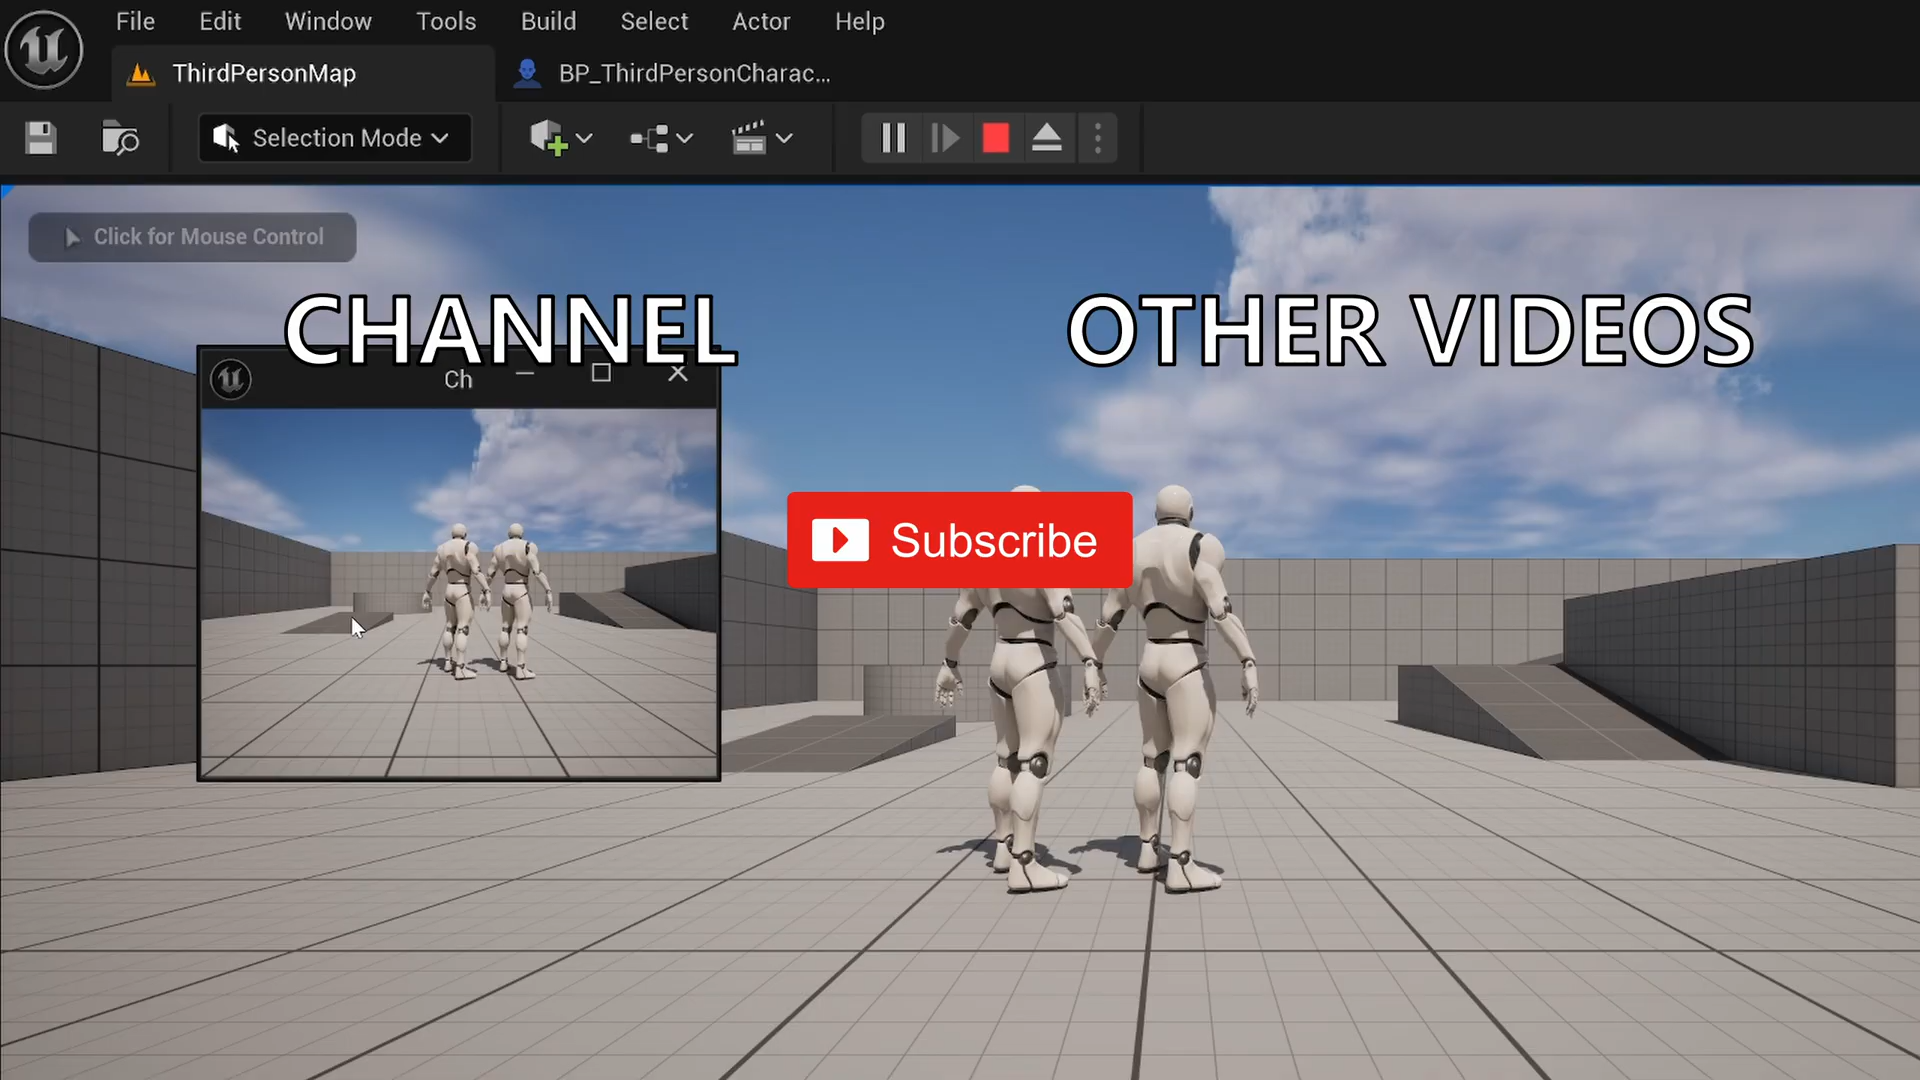 File Edit Window Tools Build Select Actor Help
ThirdPersonMap BP_ThirdPersonCharac...
Selection Mode
Click for Mouse Control
CHANNEL OTHER VIDEOS
Ch
Subscribe